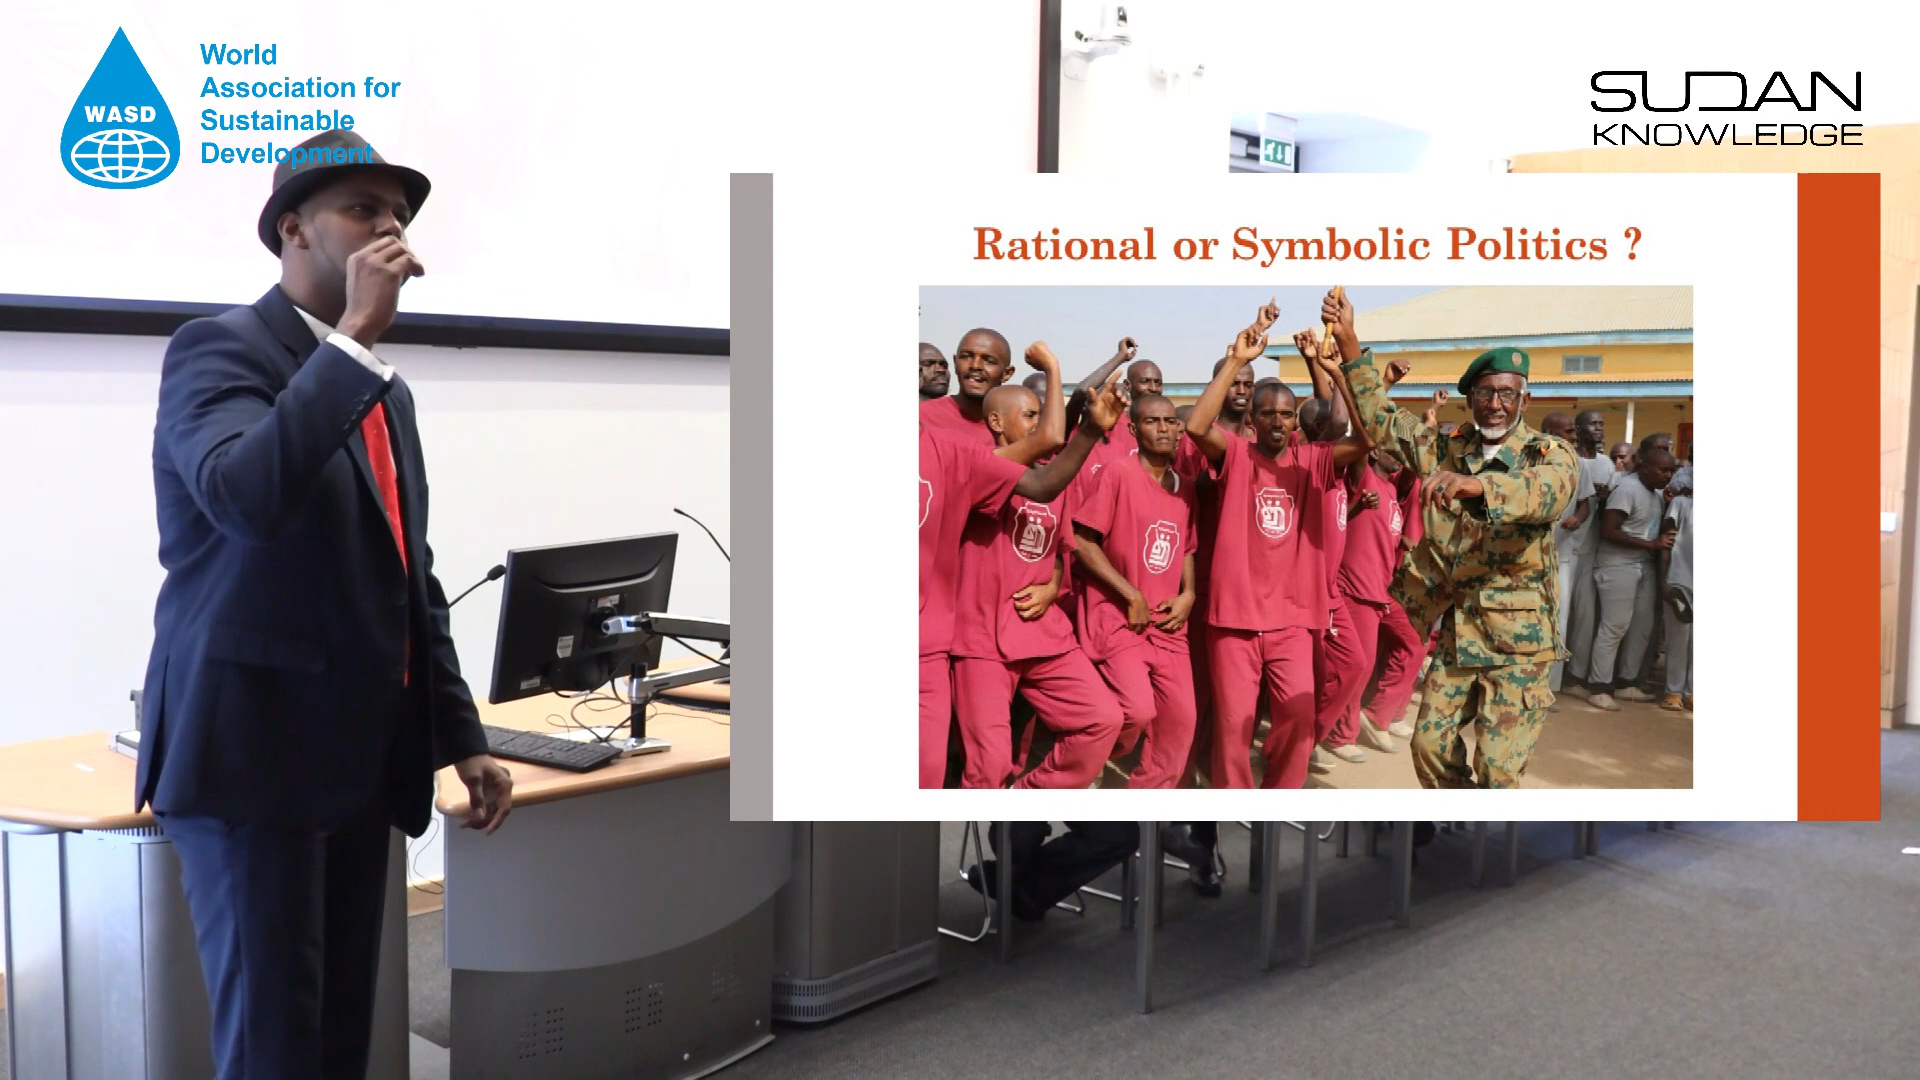 WASD
World
Association for
Sustainable
Development
SUDAN
KNOWLEDGE
Rational or Symbolic Politics ?